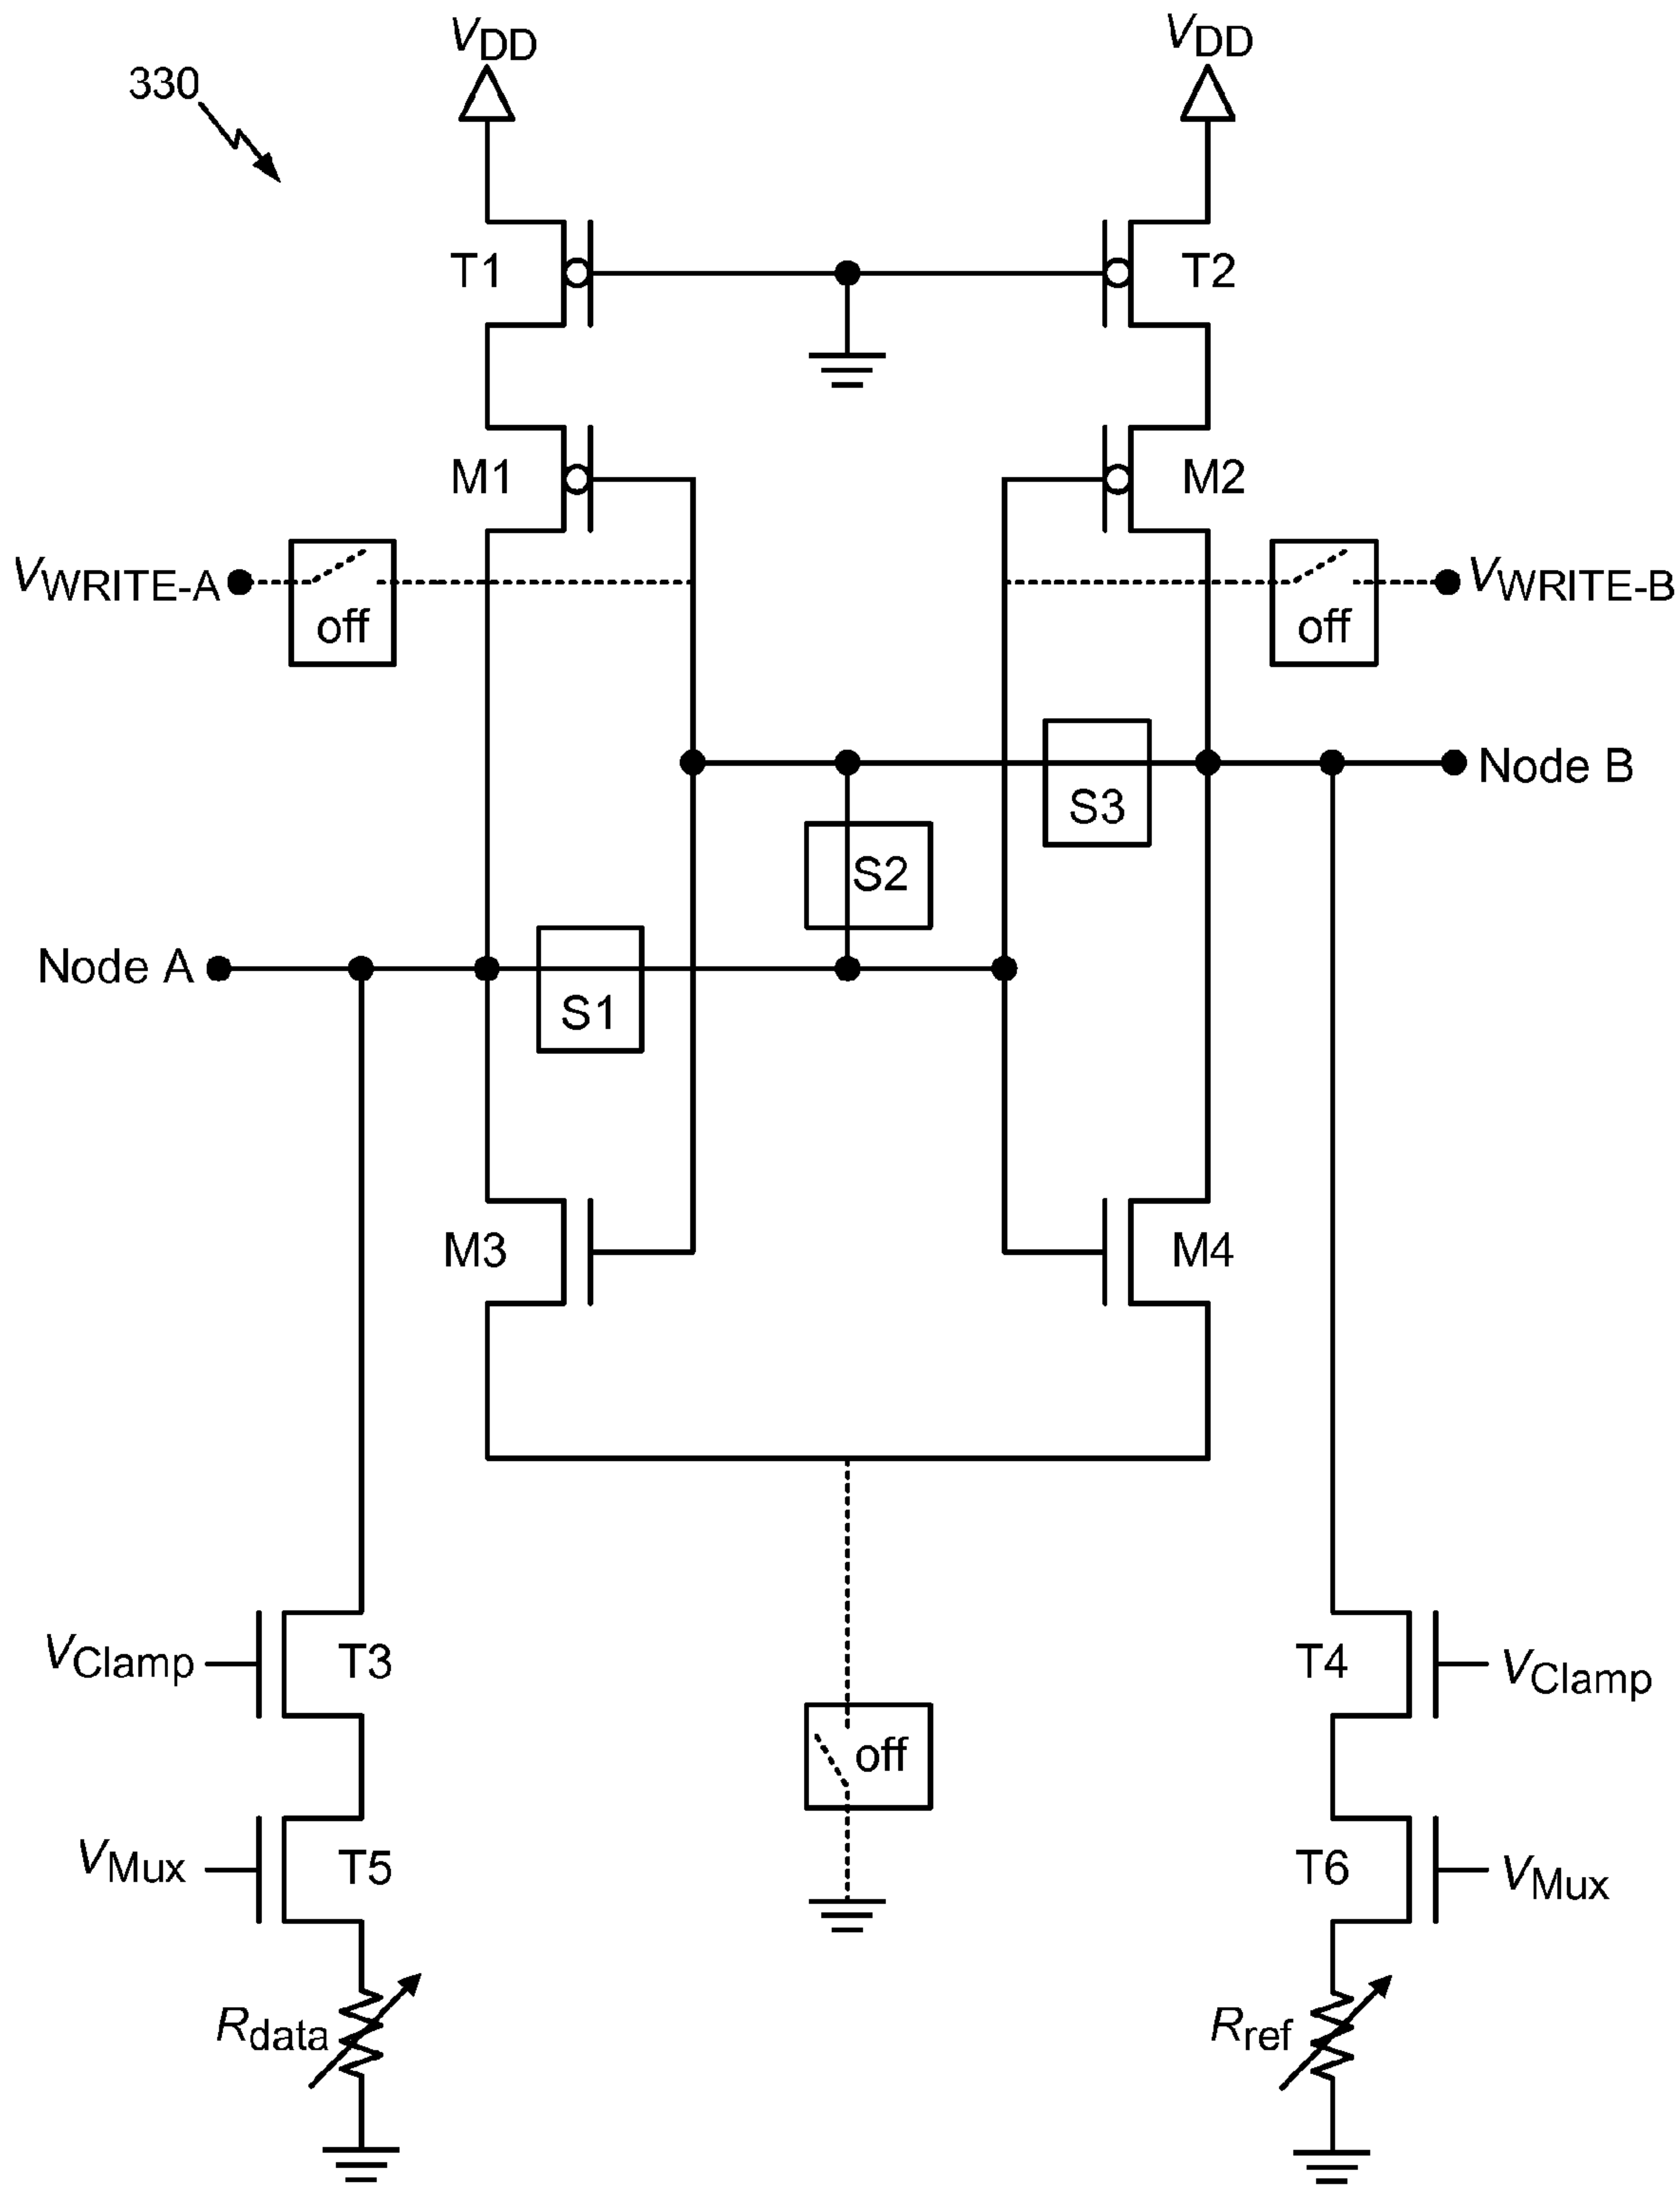 330
VDD
VDD
T1
T2
M1
M2
VWRITE-A
off
off
VWRITE-B
Node B
S3
S2
Node A
S1
M3
M4
VClamp
T3
T4
VClamp
off
VMux
T5
T6
VMux
Rdata
Rref